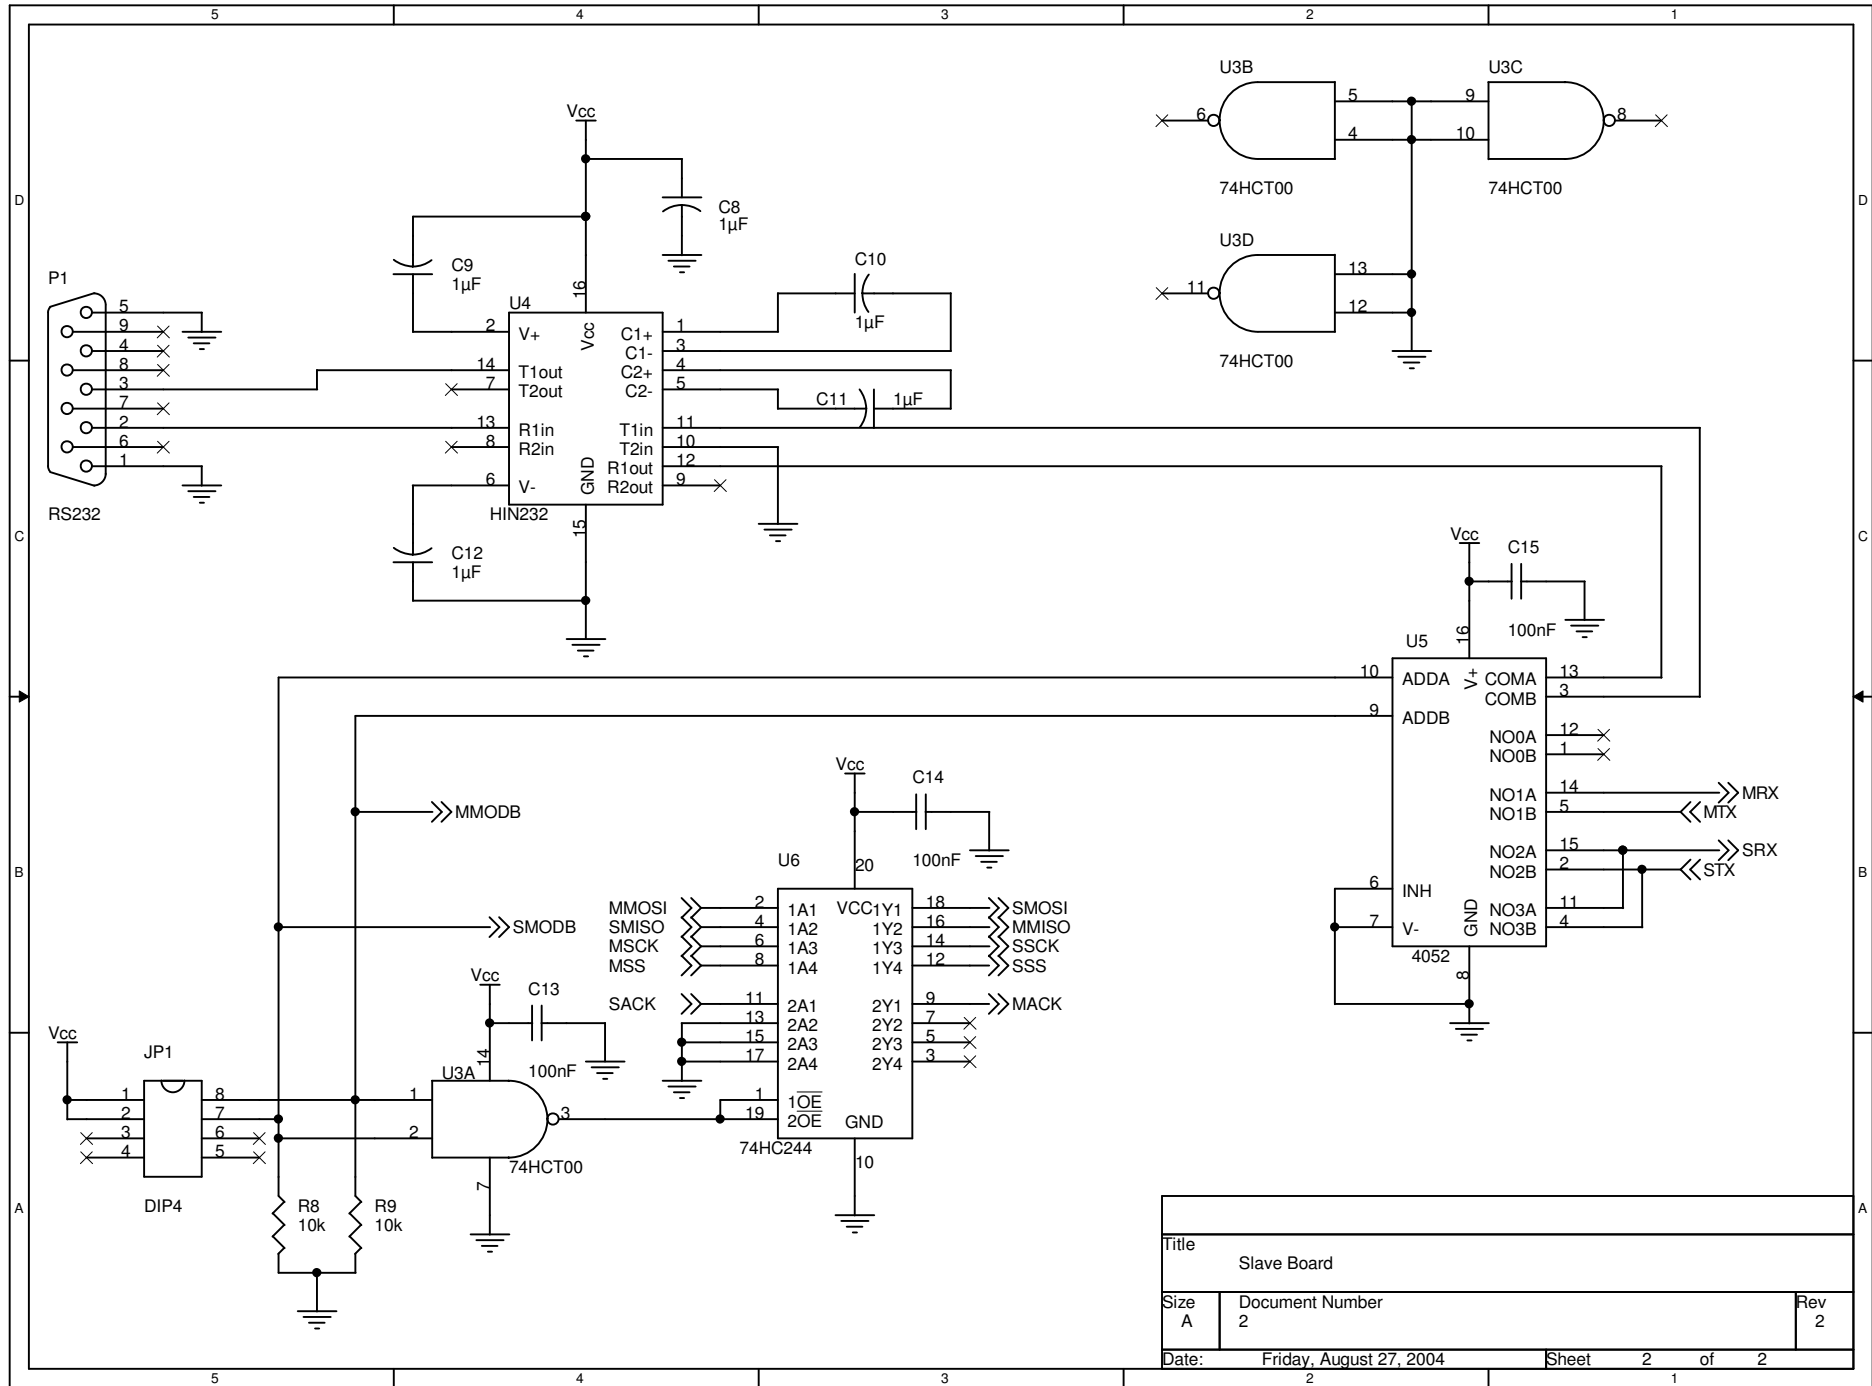 5 4 3 2 1
D
D
C
C
B
B
A
A
U3B
5
4
6
74HCT00
U3C
9
10
8
74HCT00
U3D
13
12
11
74HCT00
Vcc
C8
1µF
C9
1µF
C10
1µF
C11 1µF
C12
1µF
P1
5
9
4
8
3
7
2
6
1
RS232
U4
16
Vcc
2 V+ C1+ 1
C1- 3
14 T1out C2+ 4
7 T2out C2- 5
13 R1in T1in 11
8 R2in T2in 10
R1out 12
6 V- R2out 9
GND
15
HIN232
Vcc
C15
100nF
U5
16
V+
10 ADDA COMA 13
COMB 3
9 ADDB
NO0A 12
NO0B 1
NO1A 14 MRX
NO1B 5 MTX
NO2A 15 SRX
NO2B 2 STX
6 INH
NO3A 11
7 V- NO3B 4
GND
4052
8
MMODB
SMODB
Vcc
C14
100nF
U6
20
VCC
MMOSI 2 1A1 1Y1 18 SMOSI
SMISO 4 1A2 1Y2 16 MMISO
MSCK 6 1A3 1Y3 14 SSCK
MSS 8 1A4 1Y4 12 SSS
SACK 11 2A1 2Y1 9 MACK
13 2A2 2Y2 7
15 2A3 2Y3 5
17 2A4 2Y4 3
1 1OE
19 2OE
GND
74HC244
10
Vcc
C13
100nF
14
U3A
1
2
3
7
74HCT00
Vcc
JP1
1 8
2 7
3 6
4 5
DIP4
R8
10k
R9
10k
Title
Slave Board
Size Document Number Rev
A 2 2
Date: Friday, August 27, 2004 Sheet 2 of 2
5 4 3 2 1